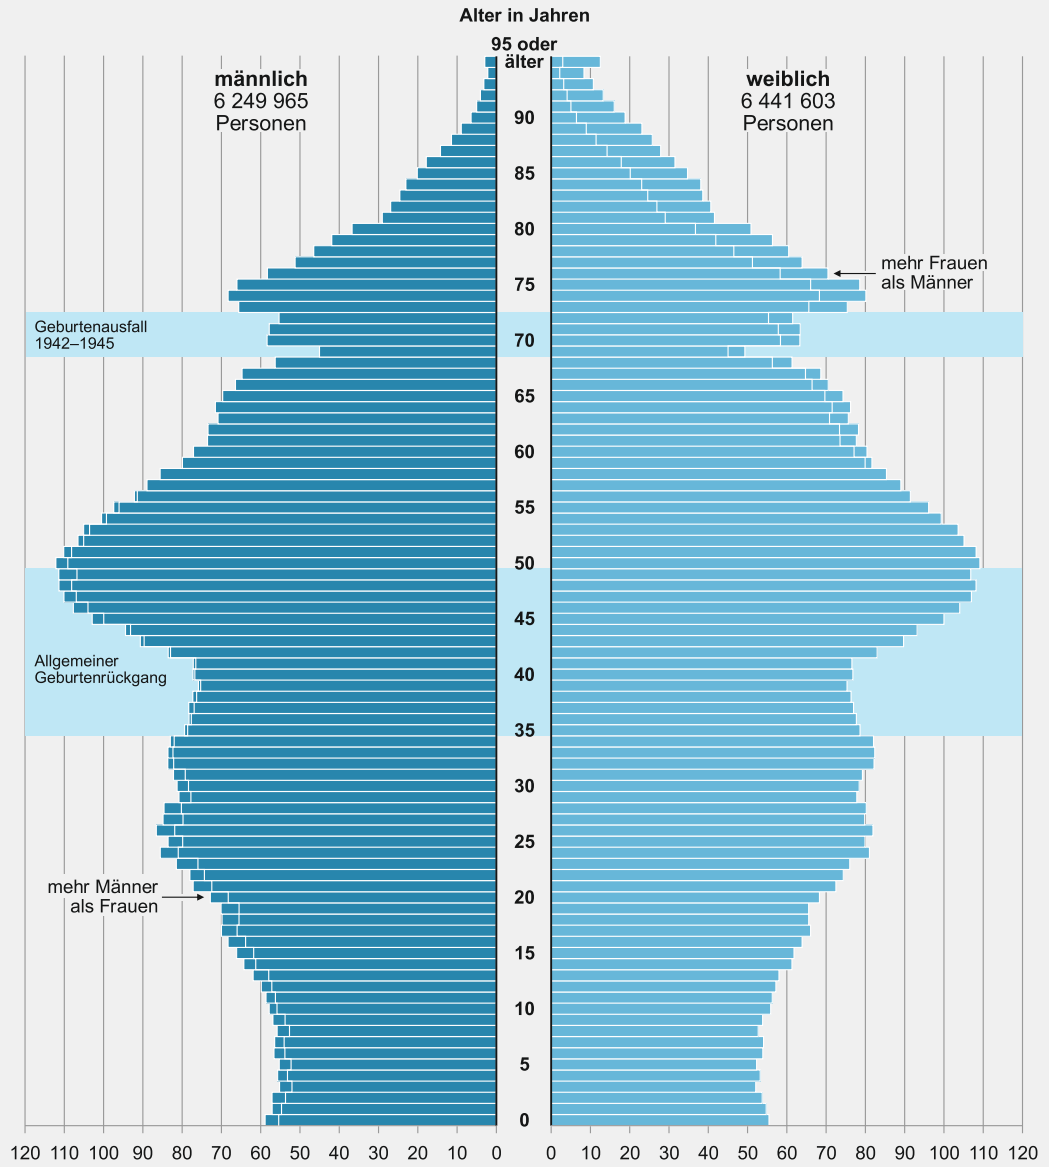 Alter in Jahren
95 oder
älter
männlich
6 249 965
Personen
weiblich
6 441 603
Personen
90
85
80
mehr Frauen
als Männer
75
Geburtenausfall
1942–1945
70
65
60
55
50
45
Allgemeiner
Geburtenrückgang
40
35
30
25
mehr Männer
als Frauen
20
15
10
5
0
120 110 100 90 80 70 60 50 40 30 20 10 0 0 10 20 30 40 50 60 70 80 90 100 110 120